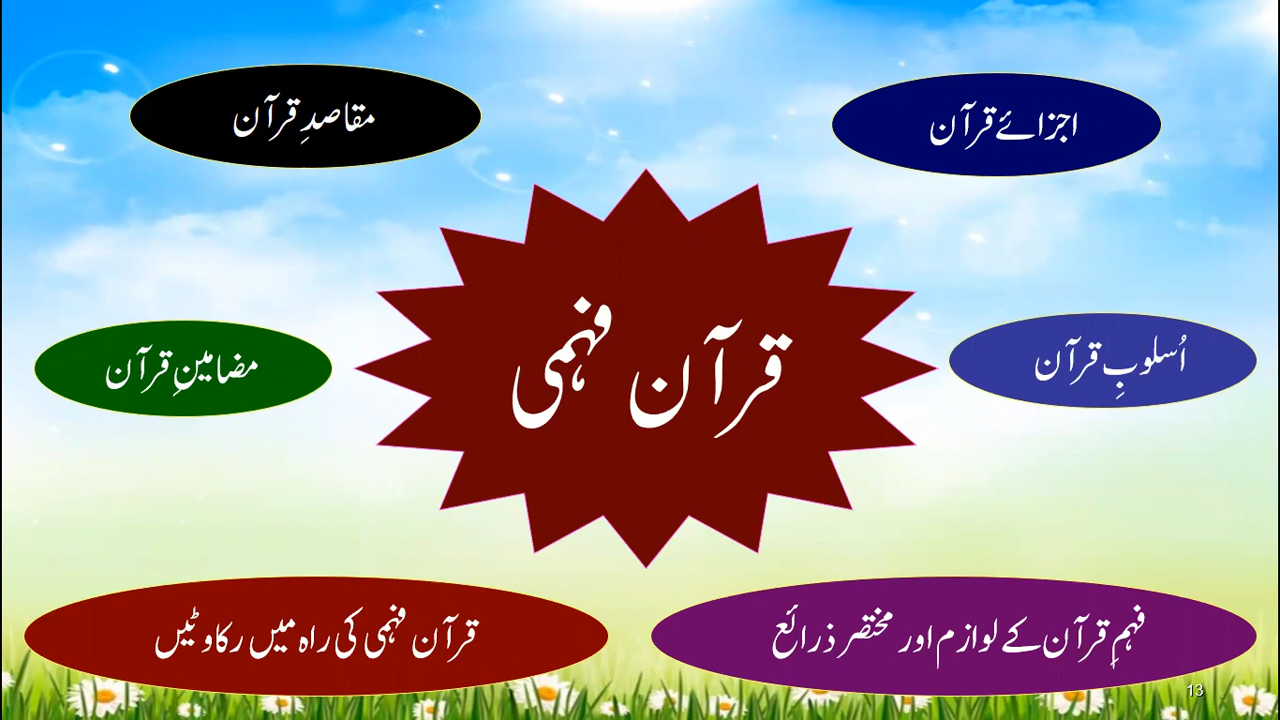 اجزائے قرآن
مقاصدِ قرآن
قرآن فہمی
اُسلوبِ قرآن
مضامینِ قرآن
فہمِ قرآن کے لوازم اور مختصر ذرائع
قرآن فہمی کی راہ میں رکاوٹیں
13